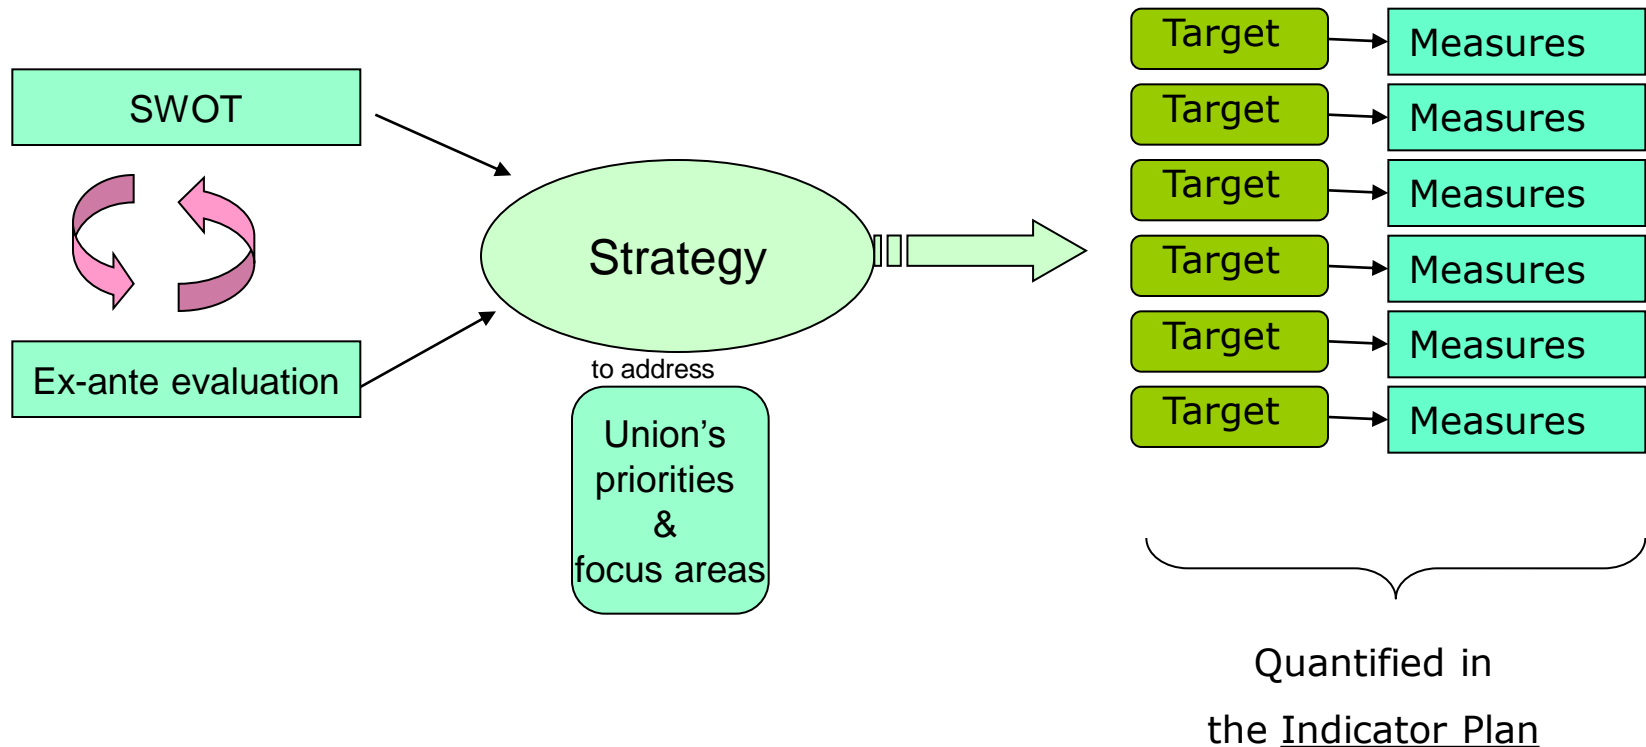 SWOT
Ex-ante evaluation
Strategy
to address
Union’s
priorities
&
focus areas
Target
Measures
Target
Measures
Target
Measures
Target
Measures
Target
Measures
Target
Measures
Quantified in
the Indicator Plan